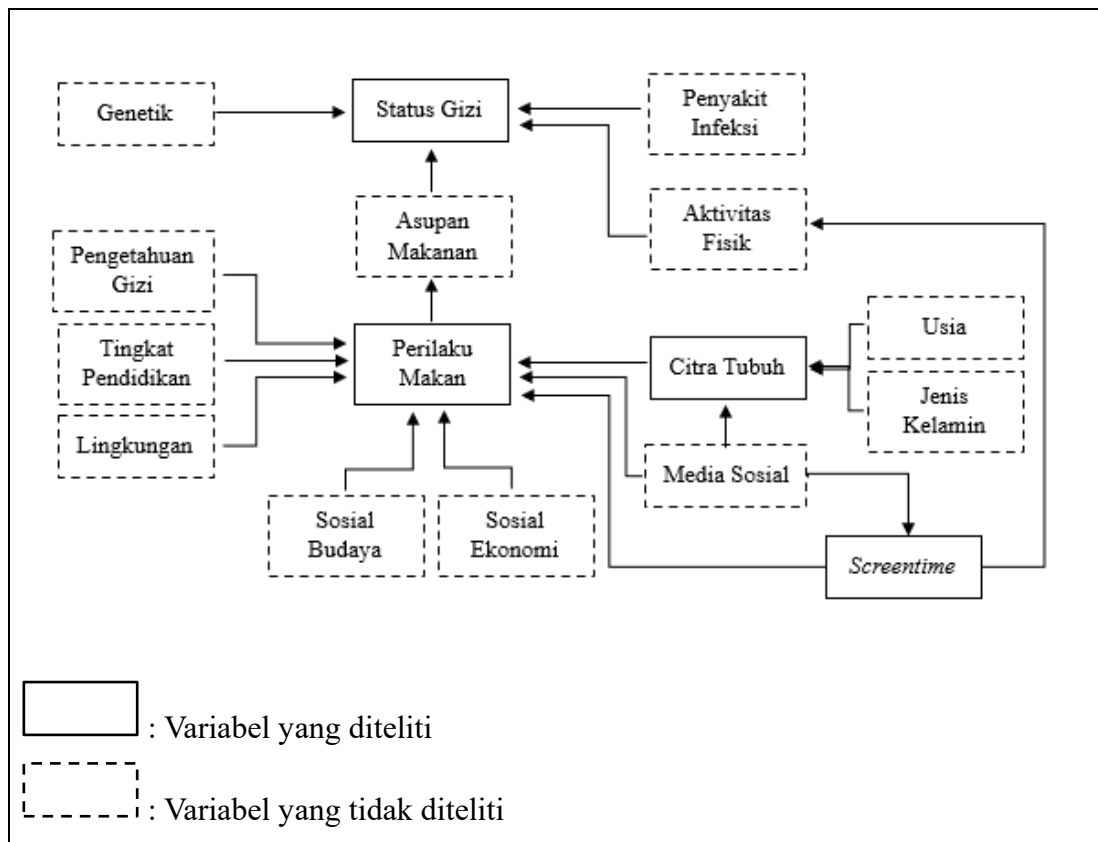 Genetik
Status Gizi
Penyakit
Infeksi
Asupan
Makanan
Aktivitas
Fisik
Pengetahuan
Gizi
Tingkat
Pendidikan
Lingkungan
Perilaku
Makan
Citra Tubuh
Usia
Jenis
Kelamin
Media Sosial
Sosial
Budaya
Sosial
Ekonomi
Screentime
: Variabel yang diteliti
: Variabel yang tidak diteliti